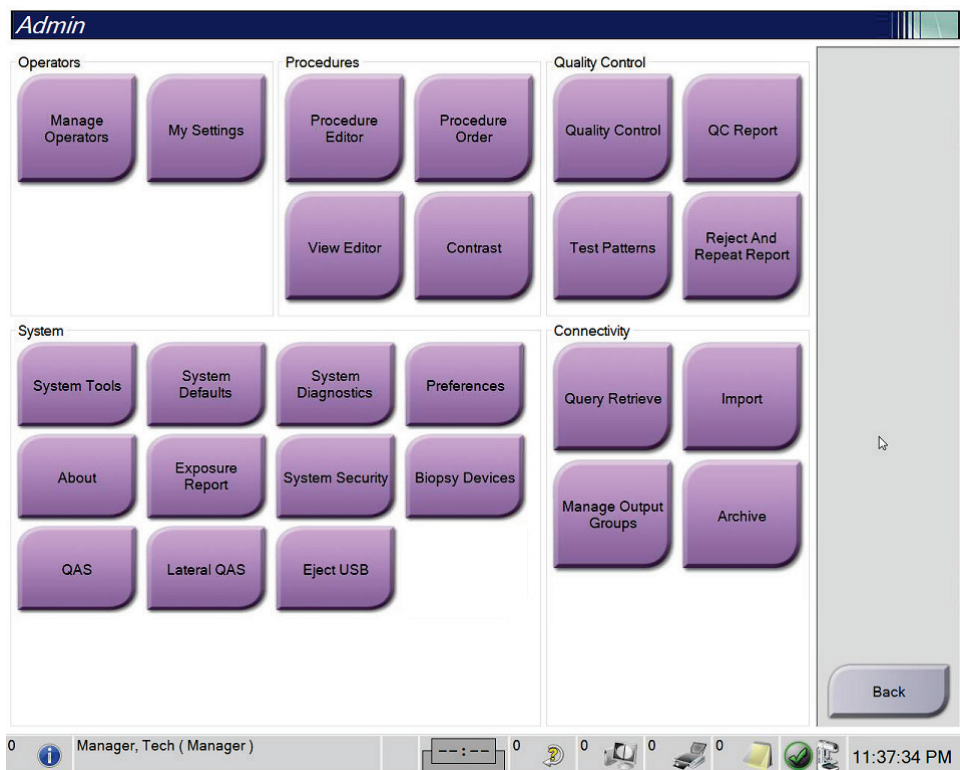 Admin
Operators
Manage
Operators
My Settings
Procedures
Procedure
Editor
Procedure
Order
View Editor
Contrast
Quality Control
Quality Control
QC Report
Test Patterns
Reject And
Repeat Report
System
System Tools
System
Defaults
System
Diagnostics
Preferences
About
Exposure
Report
System Security
Biopsy Devices
QAS
Lateral QAS
Eject USB
Connectivity
Query Retrieve
Import
Manage Output
Groups
Archive
Back
0 Manager, Tech ( Manager ) --:-- 0 0 0 0 11:37:34 PM